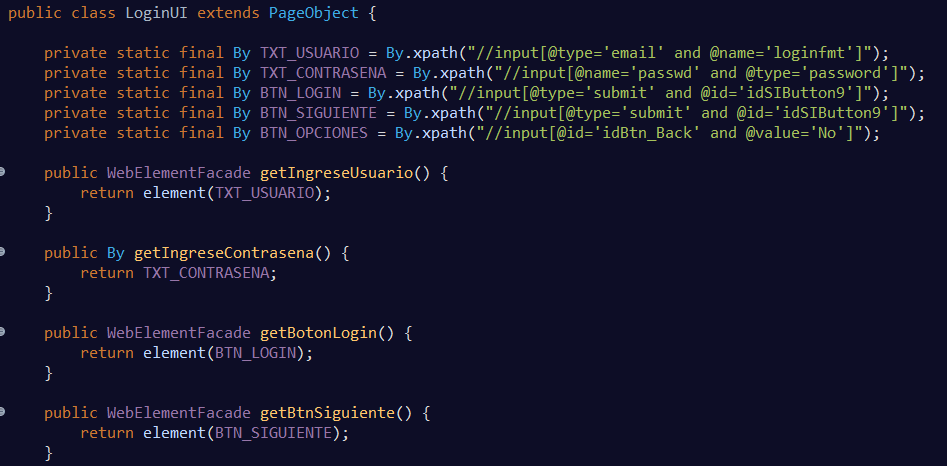 public class LoginUI extends PageObject {
private static final By TXT_USUARIO = By.xpath("//input[@type='email' and @name='loginfmt']");
private static final By TXT_CONTRASENA = By.xpath("//input[@name='passwd' and @type='password']");
private static final By BTN_LOGIN = By.xpath("//input[@type='submit' and @id='idSIButton9']");
private static final By BTN_SIGUIENTE = By.xpath("//input[@type='submit' and @id='idSIButton9']");
private static final By BTN_OPCIONES = By.xpath("//input[@id='idBtn_Back' and @value='No']");
public WebElementFacade getIngreseUsuario() {
return element(TXT_USUARIO);
}
public By getIngreseContrasena() {
return TXT_CONTRASENA;
}
public WebElementFacade getBotonLogin() {
return element(BTN_LOGIN);
}
public WebElementFacade getBtnSiguiente() {
return element(BTN_SIGUIENTE);
}